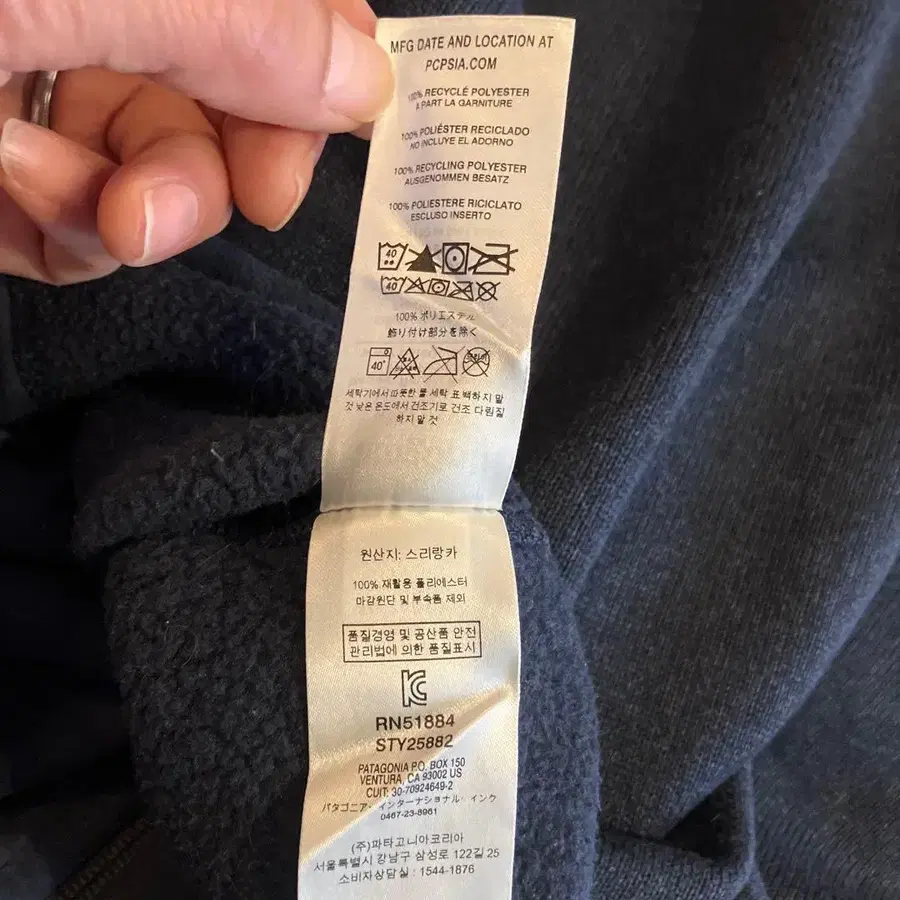 MFG DATE AND LOCATION AT
PCPSIA.COM
100% RECYCLÉ POLYESTER
A PART LA GARNITURE
100% POLIÉSTER RECICLADO
NO INCLUYE EL ADORNO
100% RECYCLING POLYESTER
AUSGENOMMEN BESATZ
100% POLIESTERE RICICLATO
ESCLUSO INSERTO
40
40
100% ポリエステル
飾り付け部分を除く
40°
세탁기에서 따뜻한 물 세탁 표백하지 말
것 낮은 온도에서 건조기로 건조 다림질
하지 말 것
원산지: 스리랑카
100% 재활용 폴리에스터
마감원단 및 부속품 제외
품질경영 및 공산품 안전
관리법에 의한 품질표시
RN51884
STY25882
PATAGONIA P.O. BOX 150
VENTURA, CA 93002 US
CUIT: 30-70924649-2
パタゴニア・インターナショナル・インク
0467-23-8961
(주)파타고니아코리아
서울특별시 강남구 삼성로 122길 25
소비자상담실 : 1544-1876